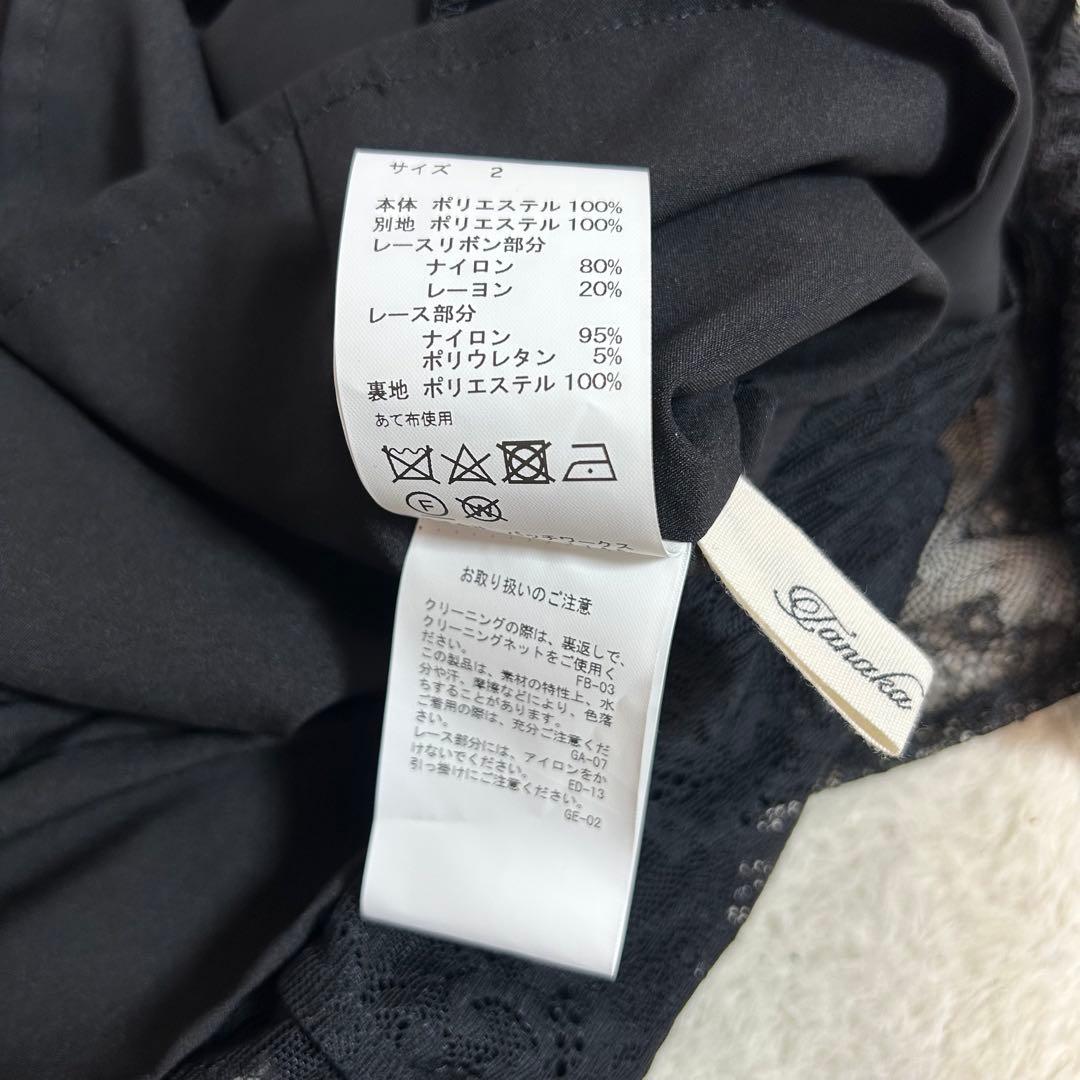 サイズ 2
本体 ポリエステル 100%
別地 ポリエステル 100%
レースリボン部分
ナイロン 80%
レーヨン 20%
レース部分
ナイロン 95%
ポリウレタン 5%
裏地 ポリエステル 100%
あて布使用
F
W
パッチワークス
お取り扱いのご注意
クリーニングの際は、裏返しで、
クリーニングネットをご使用く
ださい。 FB-03
この製品は、素材の特性上、水
分や汗、摩擦などにより、色落
ちすることがあります。
ご着用の際は、充分ご注意くだ
さい。 GA-07
レース部分には、アイロンをか
けないでください。 ED-13
引っ掛けにご注意ください。
GE-02
Tanaka